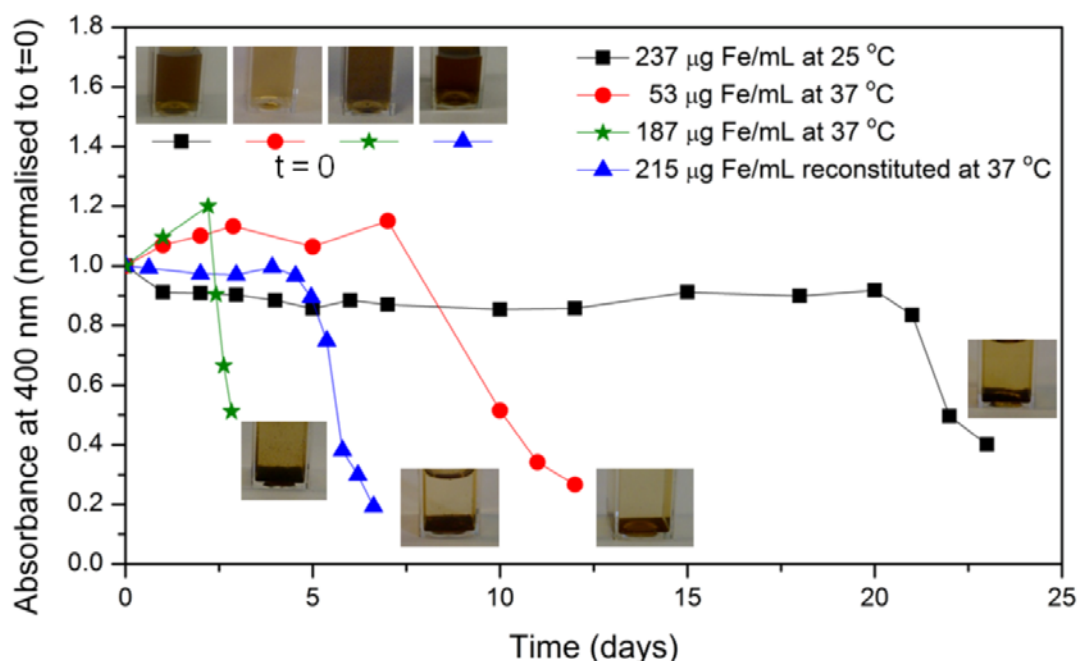 Absorbance at 400 nm (normalised to t=0)
1.8
1.6
1.4
1.2
1.0
0.8
0.6
0.4
0.2
0.0
237 μg Fe/mL at 25 °C
53 μg Fe/mL at 37 °C
187 μg Fe/mL at 37 °C
215 μg Fe/mL reconstituted at 37 °C
t = 0
0 5 10 15 20 25
Time (days)